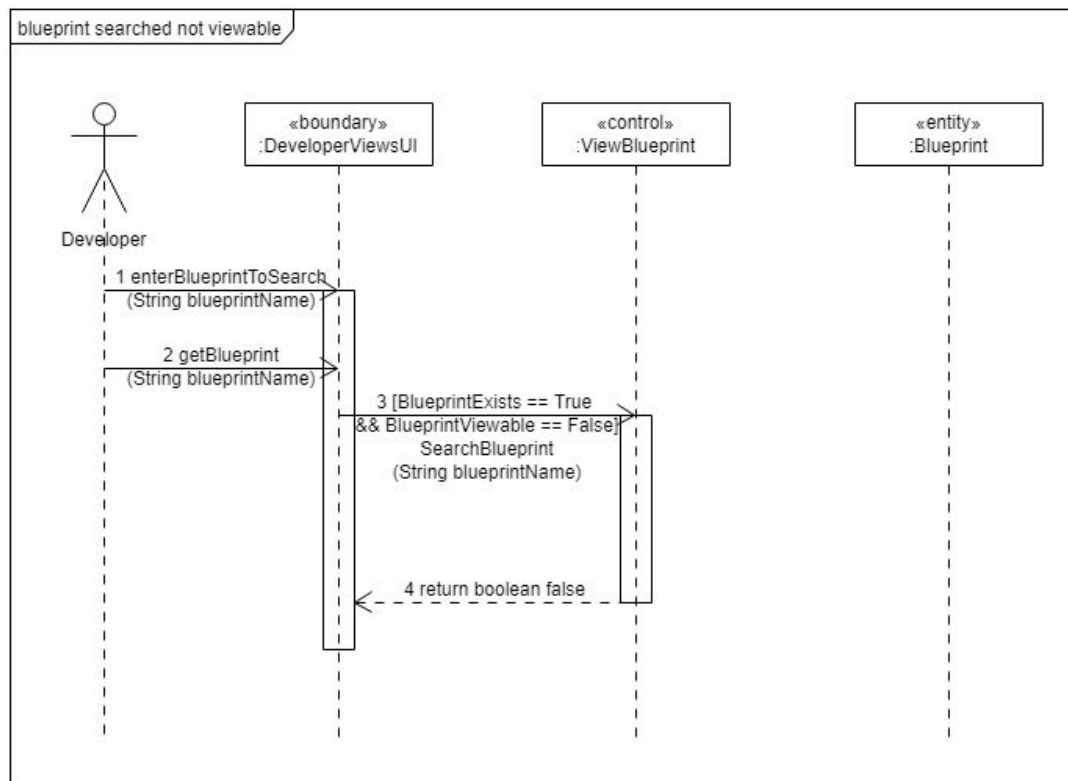 blueprint searched not viewable
«boundary»
:DeveloperViewsUI
«control»
:ViewBlueprint
«entity»
:Blueprint
Developer
1 enterBlueprintToSearch
(String blueprintName)
2 getBlueprint
(String blueprintName)
3 [BlueprintExists == True
&& BlueprintViewable == False]
SearchBlueprint
(String blueprintName)
4 return boolean false